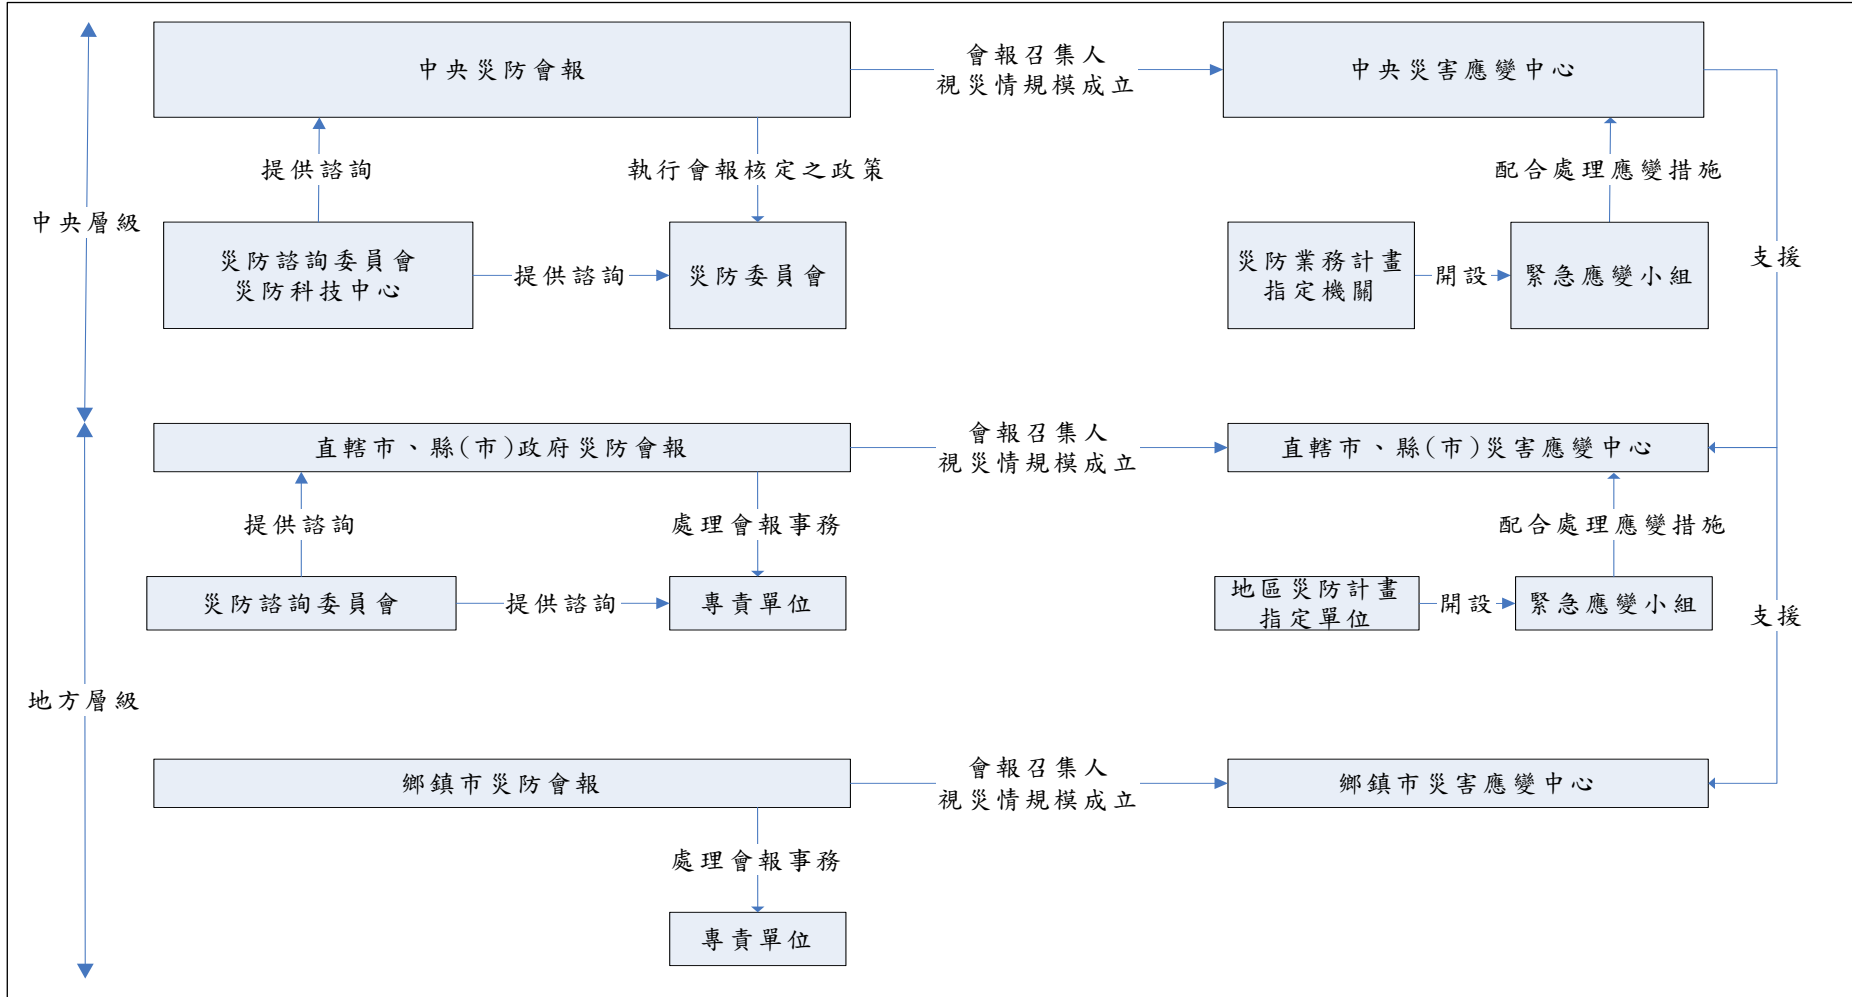 中央災防會報
會報召集人
視災情規模成立
中央災害應變中心
提供諮詢
執行會報核定之政策
配合處理應變措施
中央層級
災防諮詢委員會
災防科技中心
提供諮詢
災防委員會
災防業務計畫
指定機關
開設
緊急應變小組
支援
直轄市、縣(市)政府災防會報
會報召集人
視災情規模成立
直轄市、縣(市)災害應變中心
提供諮詢
處理會報事務
配合處理應變措施
災防諮詢委員會
提供諮詢
專責單位
地區災防計畫
指定單位
開設
緊急應變小組
支援
地方層級
鄉鎮市災防會報
會報召集人
視災情規模成立
鄉鎮市災害應變中心
處理會報事務
專責單位